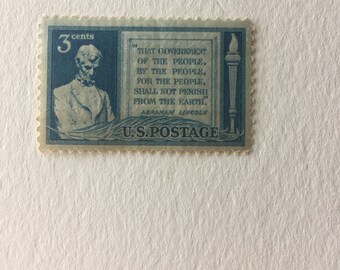 3 cents
"THAT GOVERNMENT
OF THE PEOPLE,
BY THE PEOPLE,
FOR THE PEOPLE,
SHALL NOT PERISH
FROM THE EARTH."
ABRAHAM LINCOLN
U.S. POSTAGE